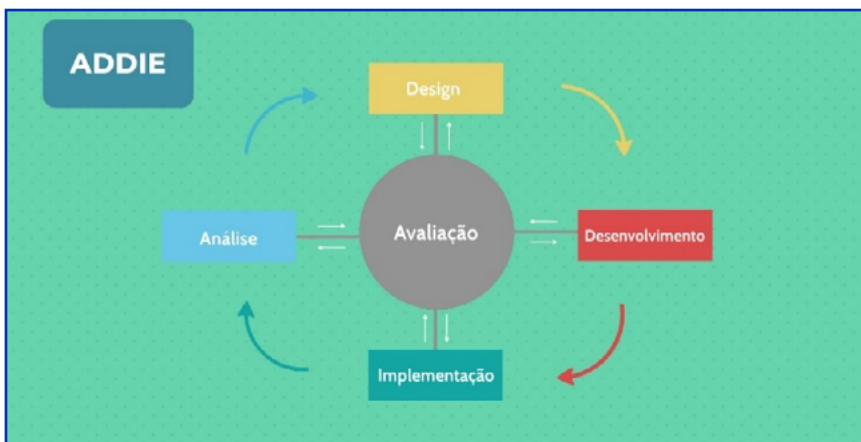 ADDIE
Design
Análise
Avaliação
Desenvolvimento
Implementação